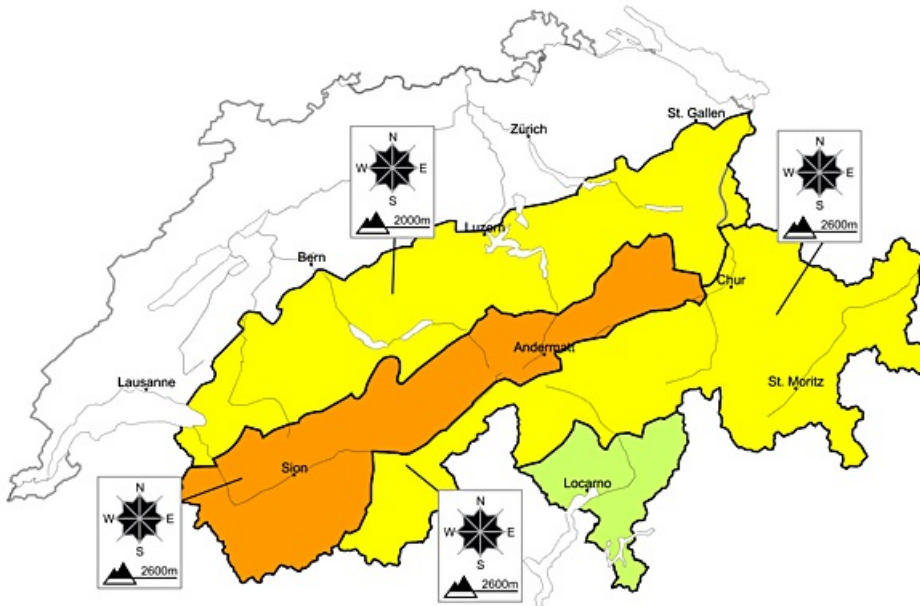 St. Gallen
Zürich
N
W E
S
2000m
N
W E
S
2600m
Luzern
Bern
Chur
Andermatt
Lausanne
St. Moritz
Sion
Locarno
N
W E
S
2600m
N
W E
S
2600m